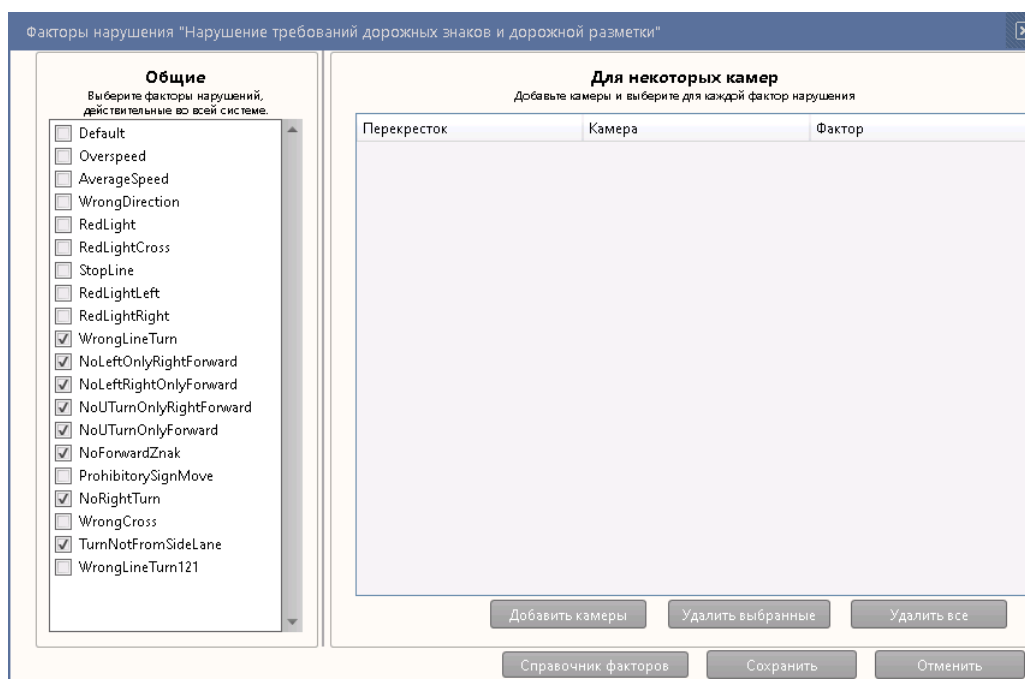 Факторы нарушения "Нарушение требований дорожных знаков и дорожной разметки"
Общие
Выберите факторы нарушений,
действительные во всей системе.
Default
Overspeed
AverageSpeed
WrongDirection
RedLight
RedLightCross
StopLine
RedLightLeft
RedLightRight
WrongLineTurn
NoLeftOnlyRightForward
NoLeftRightOnlyForward
NoUTurnOnlyRightForward
NoUTurnOnlyForward
NoForwardZnak
ProhibitorySignMove
NoRightTurn
WrongCross
TurnNotFromSideLane
WrongLineTurn121
Для некоторых камер
Добавьте камеры и выберите для каждой фактор нарушения
Перекресток Камера Фактор
Добавить камеры Удалить выбранные Удалить все
Справочник факторов Сохранить Отменить